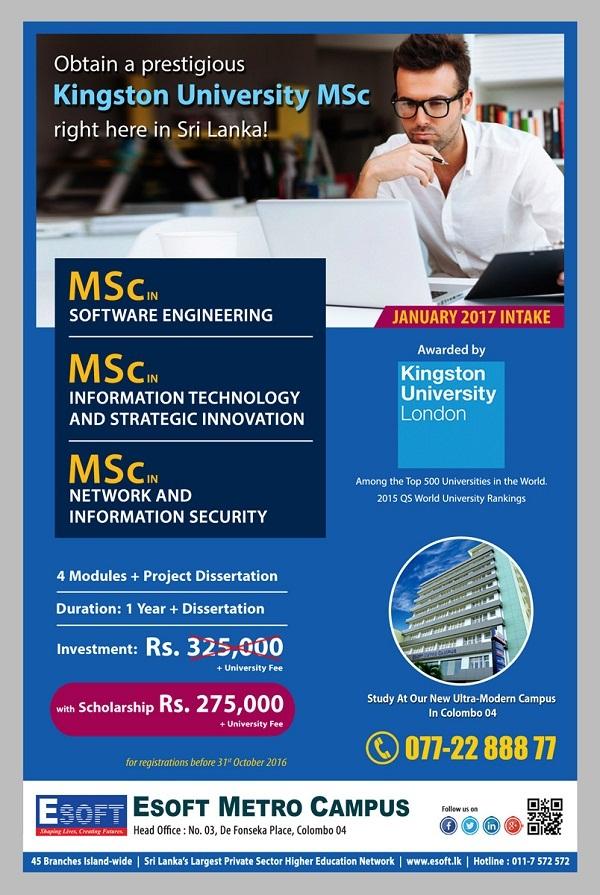 Obtain a prestigious
Kingston University MSc
right here in Sri Lanka!
MSc IN
SOFTWARE ENGINEERING
MSc IN
INFORMATION TECHNOLOGY
AND STRATEGIC INNOVATION
MSc IN
NETWORK AND
INFORMATION SECURITY
JANUARY 2017 INTAKE
Awarded by
Kingston
University
London
Among the Top 500 Universities in the World.
2015 QS World University Rankings
4 Modules + Project Dissertation
Duration: 1 Year + Dissertation
Investment: Rs. 325,000
+ University Fee
with Scholarship Rs. 275,000
+ University Fee
for registrations before 31st October 2016
Study At Our New Ultra-Modern Campus
In Colombo 04
077-22 888 77
ESOFT
Shaping Lives, Creating Futures.
ESOFT METRO CAMPUS
Head Office : No. 03, De Fonseka Place, Colombo 04
Follow us on
45 Branches Island-wide | Sri Lanka's Largest Private Sector Higher Education Network | www.esoft.lk | Hotline : 011-7 572 572